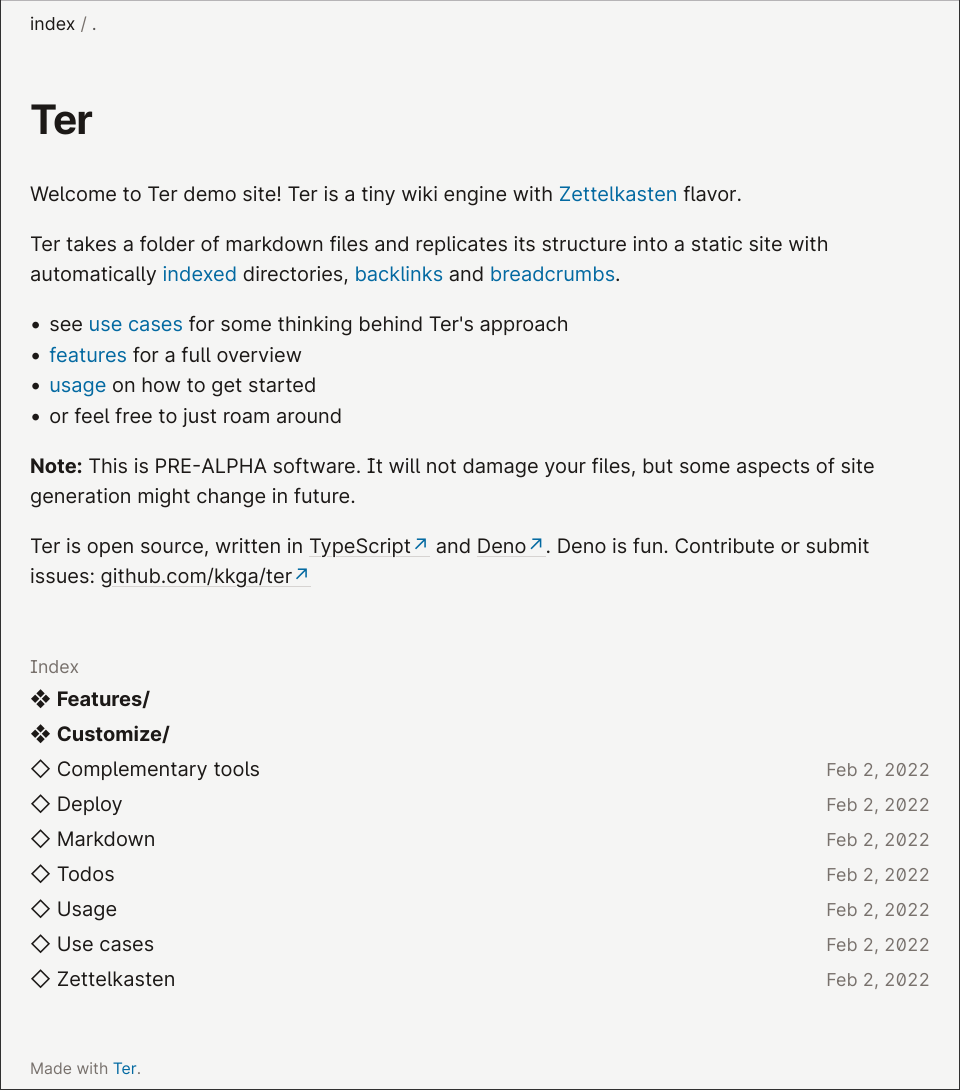 index / .
Ter
Welcome to Ter demo site! Ter is a tiny wiki engine with Zettelkasten flavor.
Ter takes a folder of markdown files and replicates its structure into a static site with
automatically indexed directories, backlinks and breadcrumbs.
• see use cases for some thinking behind Ter's approach
• features for a full overview
• usage on how to get started
• or feel free to just roam around
Note: This is PRE-ALPHA software. It will not damage your files, but some aspects of site
generation might change in future.
Ter is open source, written in TypeScript↗ and Deno↗. Deno is fun. Contribute or submit
issues: github.com/kkga/ter↗
Index
❖ Features/
❖ Customize/
◇ Complementary tools Feb 2, 2022
◇ Deploy Feb 2, 2022
◇ Markdown Feb 2, 2022
◇ Todos Feb 2, 2022
◇ Usage Feb 2, 2022
◇ Use cases Feb 2, 2022
◇ Zettelkasten Feb 2, 2022
Made with Ter.